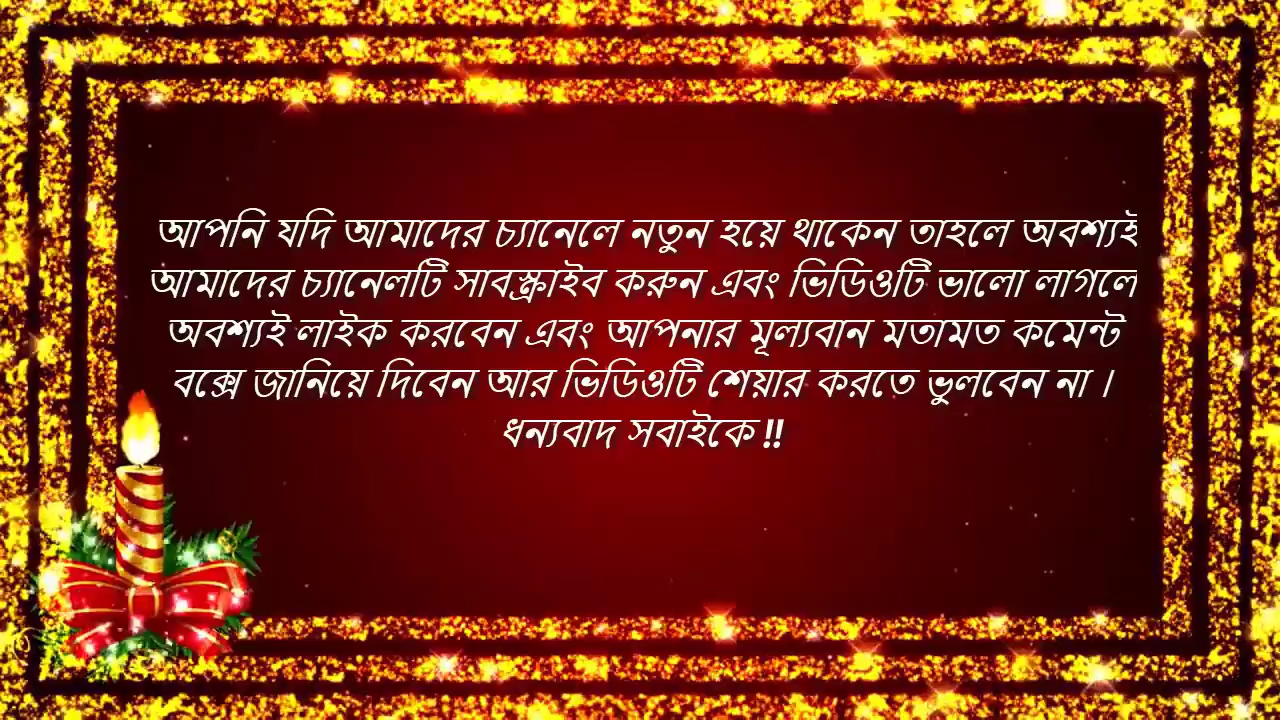 আপনি যদি আমাদের চ্যানেলে নতুন হয়ে থাকেন তাহলে অবশ্যই
আমাদের চ্যানেলটি সাবস্ক্রাইব করুন এবং ভিডিওটি ভালো লাগলে
অবশ্যই লাইক করবেন এবং আপনার মূল্যবান মতামত কমেন্ট
বক্সে জানিয়ে দিবেন আর ভিডিওটি শেয়ার করতে ভুলবেন না ।
ধন্যবাদ সবাইকে !!